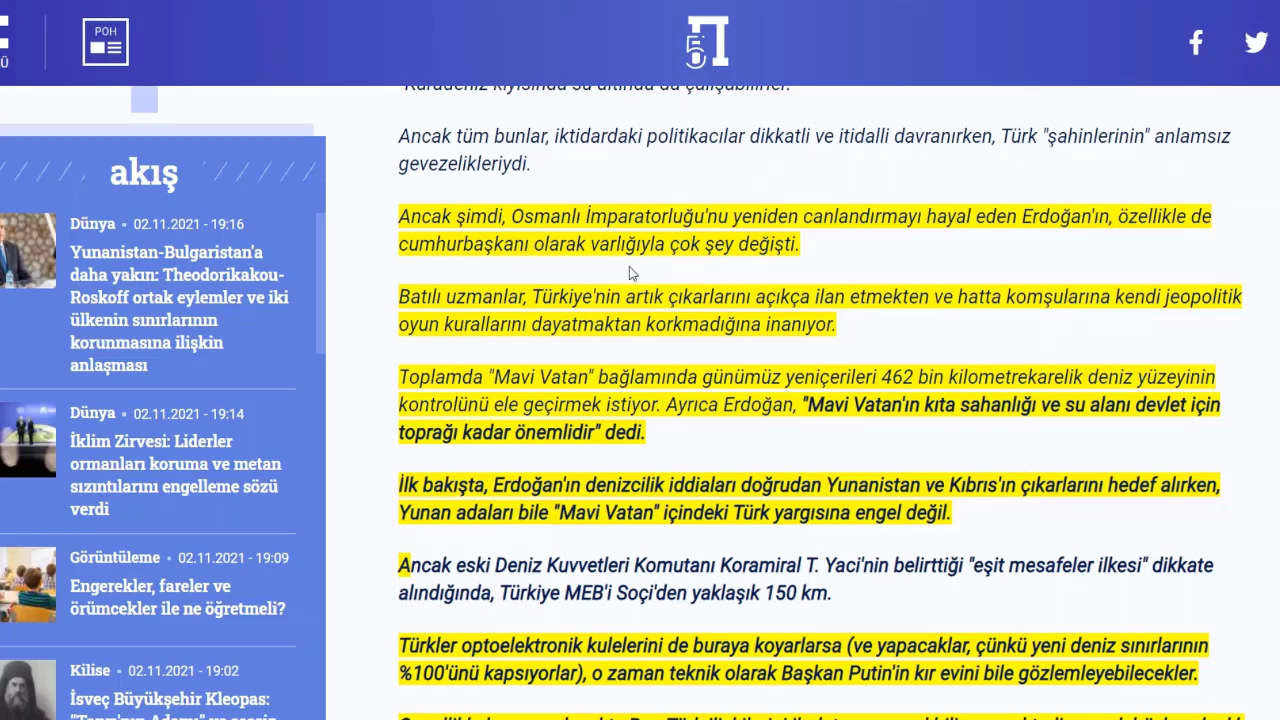 Ü
ΡΟΗ
5
Π
Karadeniz kıyısında su altında da çalışabilirler.
Ancak tüm bunlar, iktidardaki politikacılar dikkatli ve itidalli davranırken, Türk "şahinlerinin" anlamsız
gevezelikleriydi.
Ancak şimdi, Osmanlı İmparatorluğu'nu yeniden canlandırmayı hayal eden Erdoğan'ın, özellikle de
cumhurbaşkanı olarak varlığıyla çok şey değişti.
Batılı uzmanlar, Türkiye'nin artık çıkarlarını açıkça ilan etmekten ve hatta komşularına kendi jeopolitik
oyun kurallarını dayatmaktan korkmadığına inanıyor.
Toplamda "Mavi Vatan" bağlamında günümüz yeniçerileri 462 bin kilometrekarelik deniz yüzeyinin
kontrolünü ele geçirmek istiyor. Ayrıca Erdoğan, "Mavi Vatan'ın kıta sahanlığı ve su alanı devlet için
toprağı kadar önemlidir" dedi.
İlk bakışta, Erdoğan'ın denizcilik iddiaları doğrudan Yunanistan ve Kıbrıs'ın çıkarlarını hedef alırken,
Yunan adaları bile "Mavi Vatan" içindeki Türk yargısına engel değil.
Ancak eski Deniz Kuvvetleri Komutanı Koramiral T. Yaci'nin belirttiği "eşit mesafeler ilkesi" dikkate
alındığında, Türkiye MEB'i Soçi'den yaklaşık 150 km.
Türkler optoelektronik kulelerini de buraya koyarlarsa (ve yapacaklar, çünkü yeni deniz sınırlarının
%100'ünü kapsıyorlar), o zaman teknik olarak Başkan Putin'in kır evini bile gözlemleyebilecekler.
akış
Dünya • 02.11.2021 - 19:16
Yunanistan-Bulgaristan'a
daha yakın: Theodorikakou-
Roskoff ortak eylemler ve iki
ülkenin sınırlarının
korunmasına ilişkin
anlaşması
Dünya • 02.11.2021 - 19:14
İklim Zirvesi: Liderler
ormanları koruma ve metan
sızıntılarını engelleme sözü
verdi
Görüntüleme • 02.11.2021 - 19:09
Engerekler, fareler ve
örümcekler ile ne öğretmeli?
Kilise • 02.11.2021 - 19:02
İsveç Büyükşehir Kleopas: